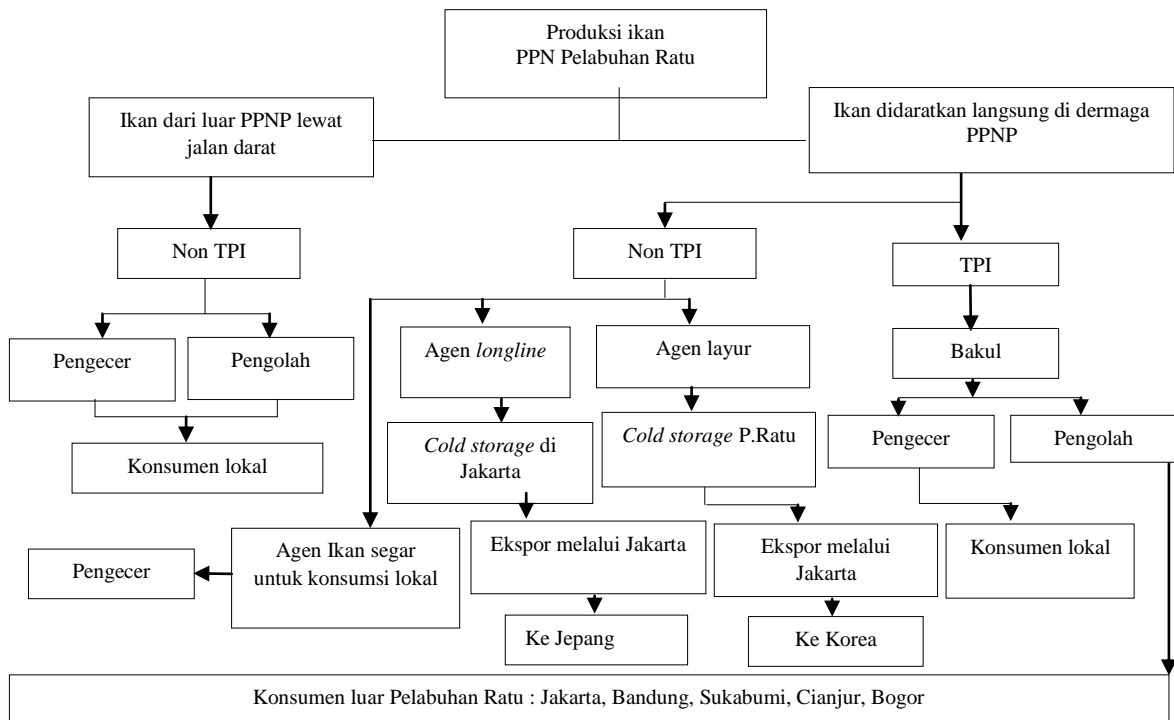 Produksi ikan
PPN Pelabuhan Ratu
Ikan dari luar PPNP lewat
jalan darat
Ikan didaratkan langsung di dermaga
PPNP
Non TPI
Non TPI
TPI
Pengecer
Pengolah
Agen longline
Agen layur
Bakul
Konsumen lokal
Cold storage di
Jakarta
Cold storage P.Ratu
Pengecer
Pengolah
Pengecer
Agen Ikan segar
untuk konsumsi lokal
Ekspor melalui Jakarta
Ekspor melalui
Jakarta
Konsumen lokal
Ke Jepang
Ke Korea
Konsumen luar Pelabuhan Ratu : Jakarta, Bandung, Sukabumi, Cianjur, Bogor